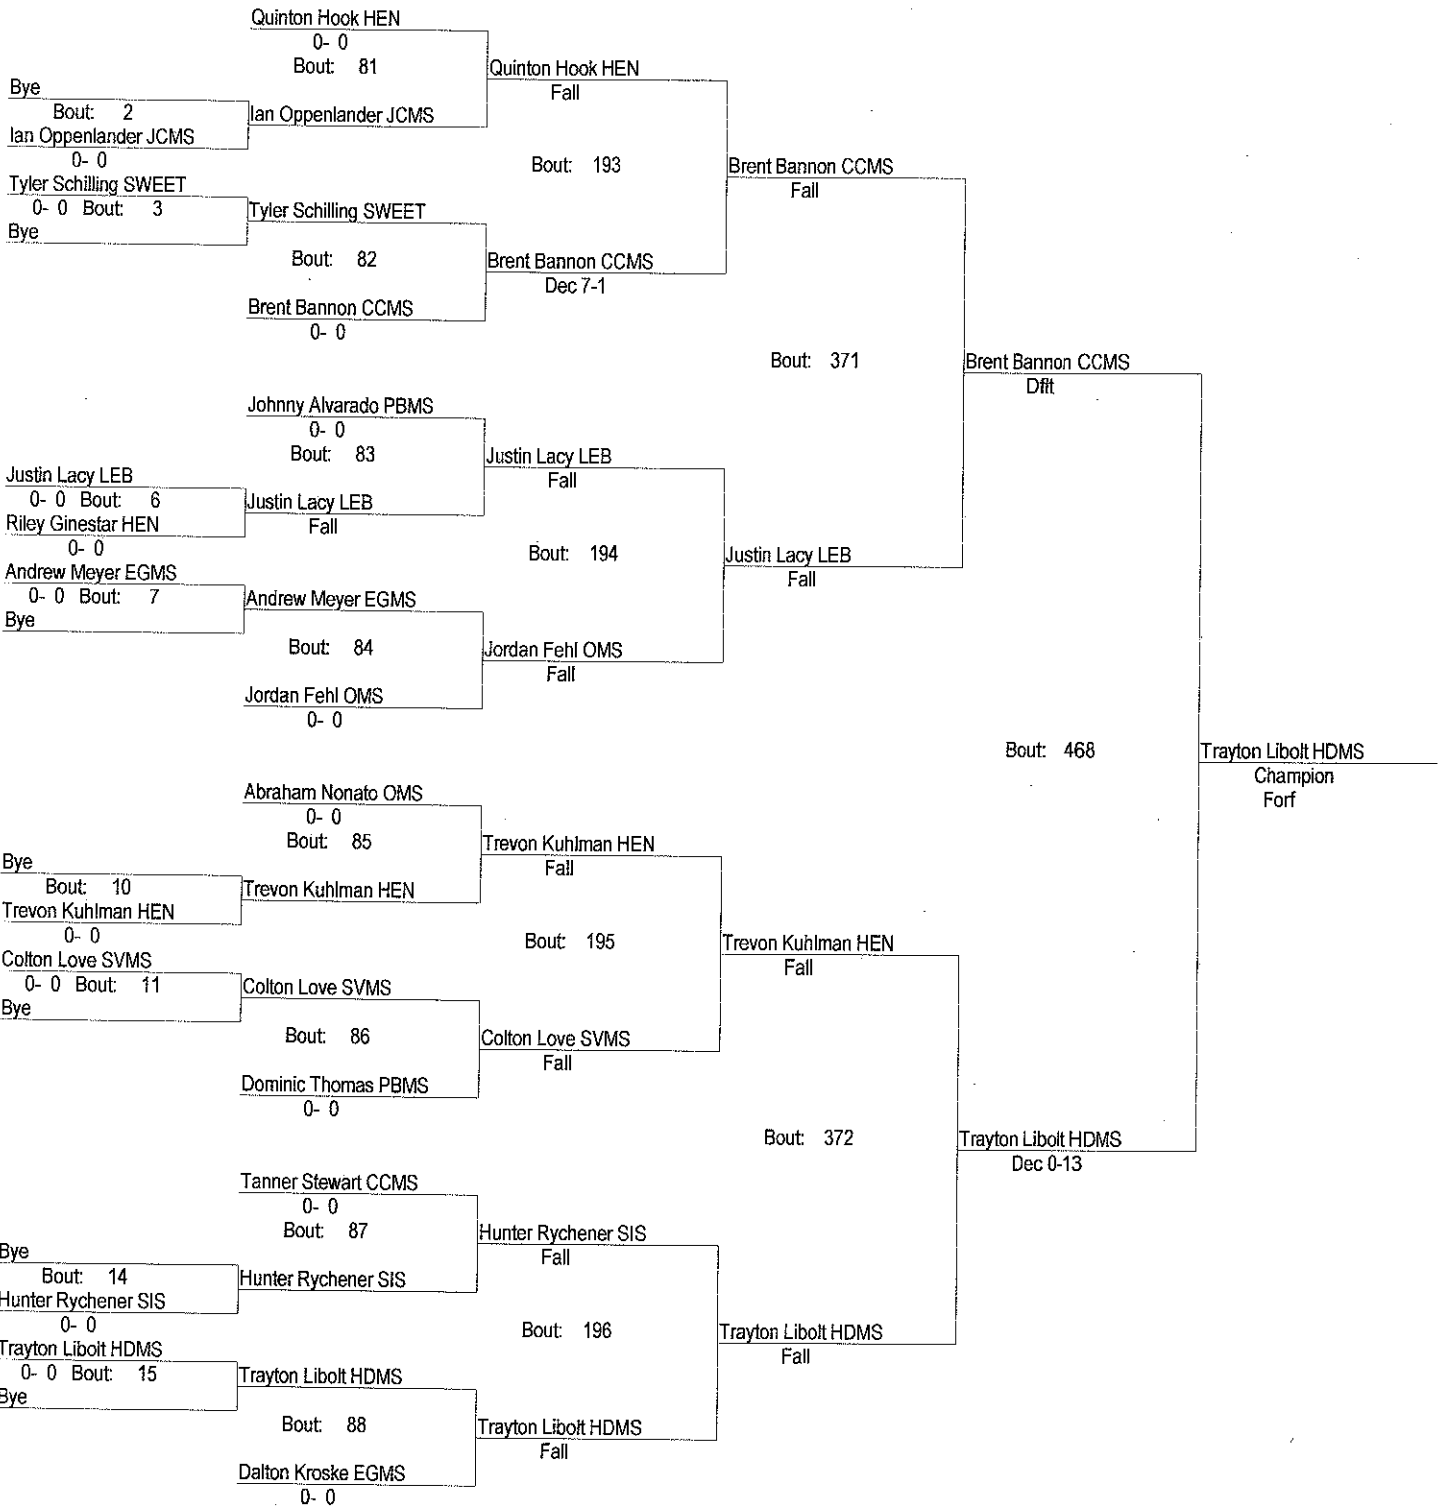 Quinton Hook HEN
0- 0
Bout: 81
Quinton Hook HEN
Fall
Bye
Bout: 2
Ian Oppenlander JCMS
Ian Oppenlander JCMS
0- 0
Bout: 193
Brent Bannon CCMS
Fall
Tyler Schilling SWEET
0- 0 Bout: 3
Tyler Schilling SWEET
Bye
Bout: 82
Brent Bannon CCMS
Dec 7-1
Brent Bannon CCMS
0- 0
Bout: 371
Brent Bannon CCMS
Dflt
Johnny Alvarado PBMS
0- 0
Bout: 83
Justin Lacy LEB
Fall
Justin Lacy LEB
0- 0 Bout: 6
Justin Lacy LEB
Fall
Riley Ginestar HEN
0- 0
Bout: 194
Justin Lacy LEB
Fall
Andrew Meyer EGMS
0- 0 Bout: 7
Andrew Meyer EGMS
Bye
Bout: 84
Jordan Fehl OMS
Fall
Jordan Fehl OMS
0- 0
Bout: 468
Trayton Libolt HDMS
Champion
Forf
Abraham Nonato OMS
0- 0
Bout: 85
Trevon Kuhlman HEN
Fall
Bye
Bout: 10
Trevon Kuhlman HEN
Trevon Kuhlman HEN
0- 0
Bout: 195
Trevon Kuhlman HEN
Fall
Colton Love SVMS
0- 0 Bout: 11
Colton Love SVMS
Bye
Bout: 86
Colton Love SVMS
Fall
Dominic Thomas PBMS
0- 0
Bout: 372
Trayton Libolt HDMS
Dec 0-13
Tanner Stewart CCMS
0- 0
Bout: 87
Hunter Rychener SIS
Fall
Bye
Bout: 14
Hunter Rychener SIS
Hunter Rychener SIS
0- 0
Bout: 196
Trayton Libolt HDMS
Fall
Trayton Libolt HDMS
0- 0 Bout: 15
Trayton Libolt HDMS
Bye
Bout: 88
Trayton Libolt HDMS
Fall
Dalton Kroske EGMS
0- 0